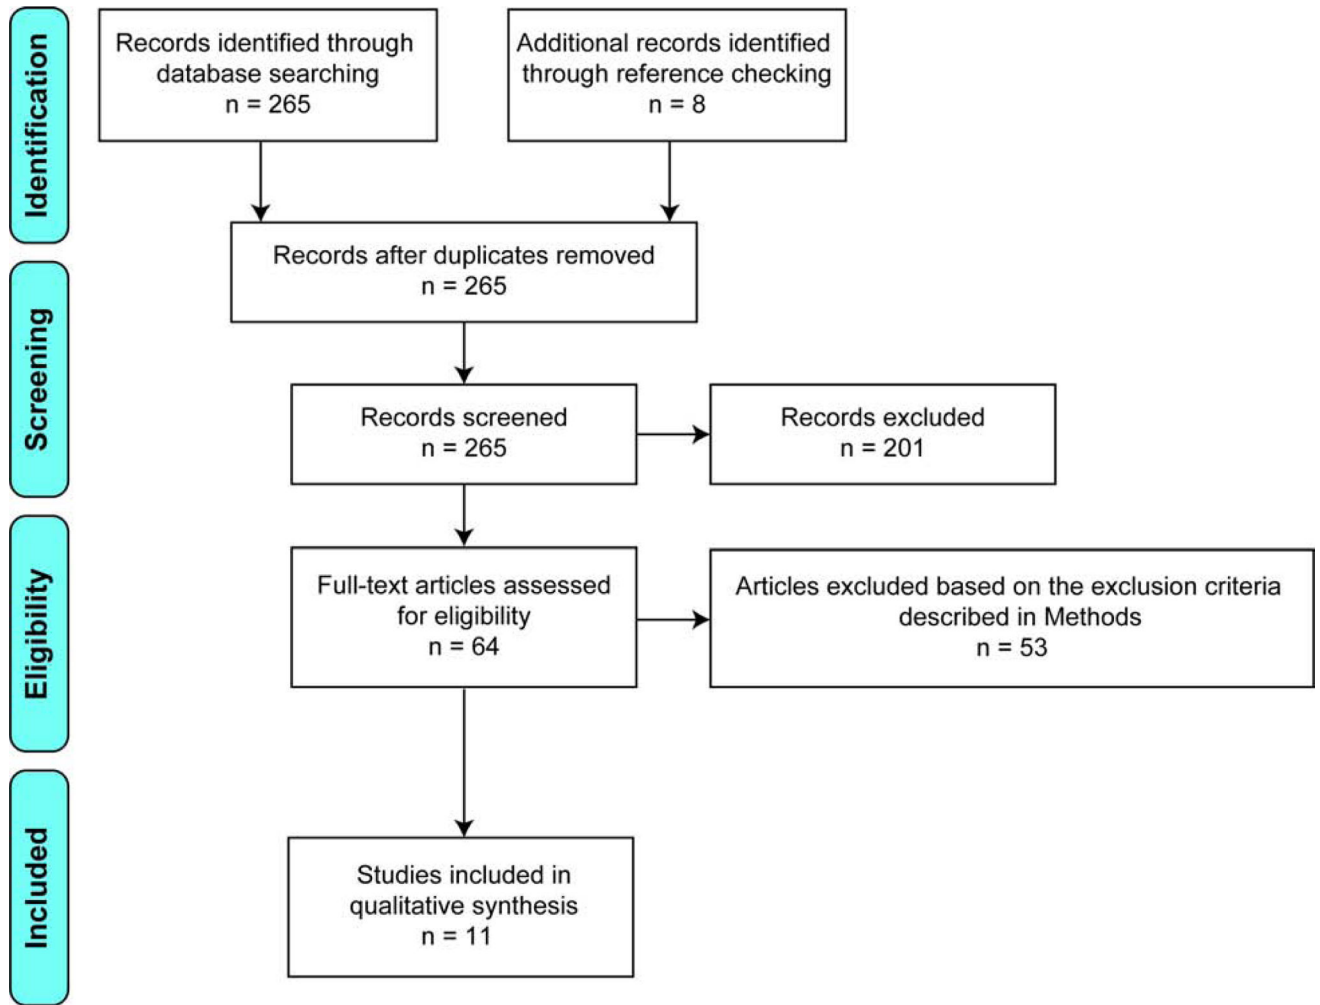 Identification
Records identified through
database searching
n = 265
Additional records identified
through reference checking
n = 8
Records after duplicates removed
n = 265
Screening
Records screened
n = 265
Records excluded
n = 201
Eligibility
Full-text articles assessed
for eligibility
n = 64
Articles excluded based on the exclusion criteria
described in Methods
n = 53
Included
Studies included in
qualitative synthesis
n = 11